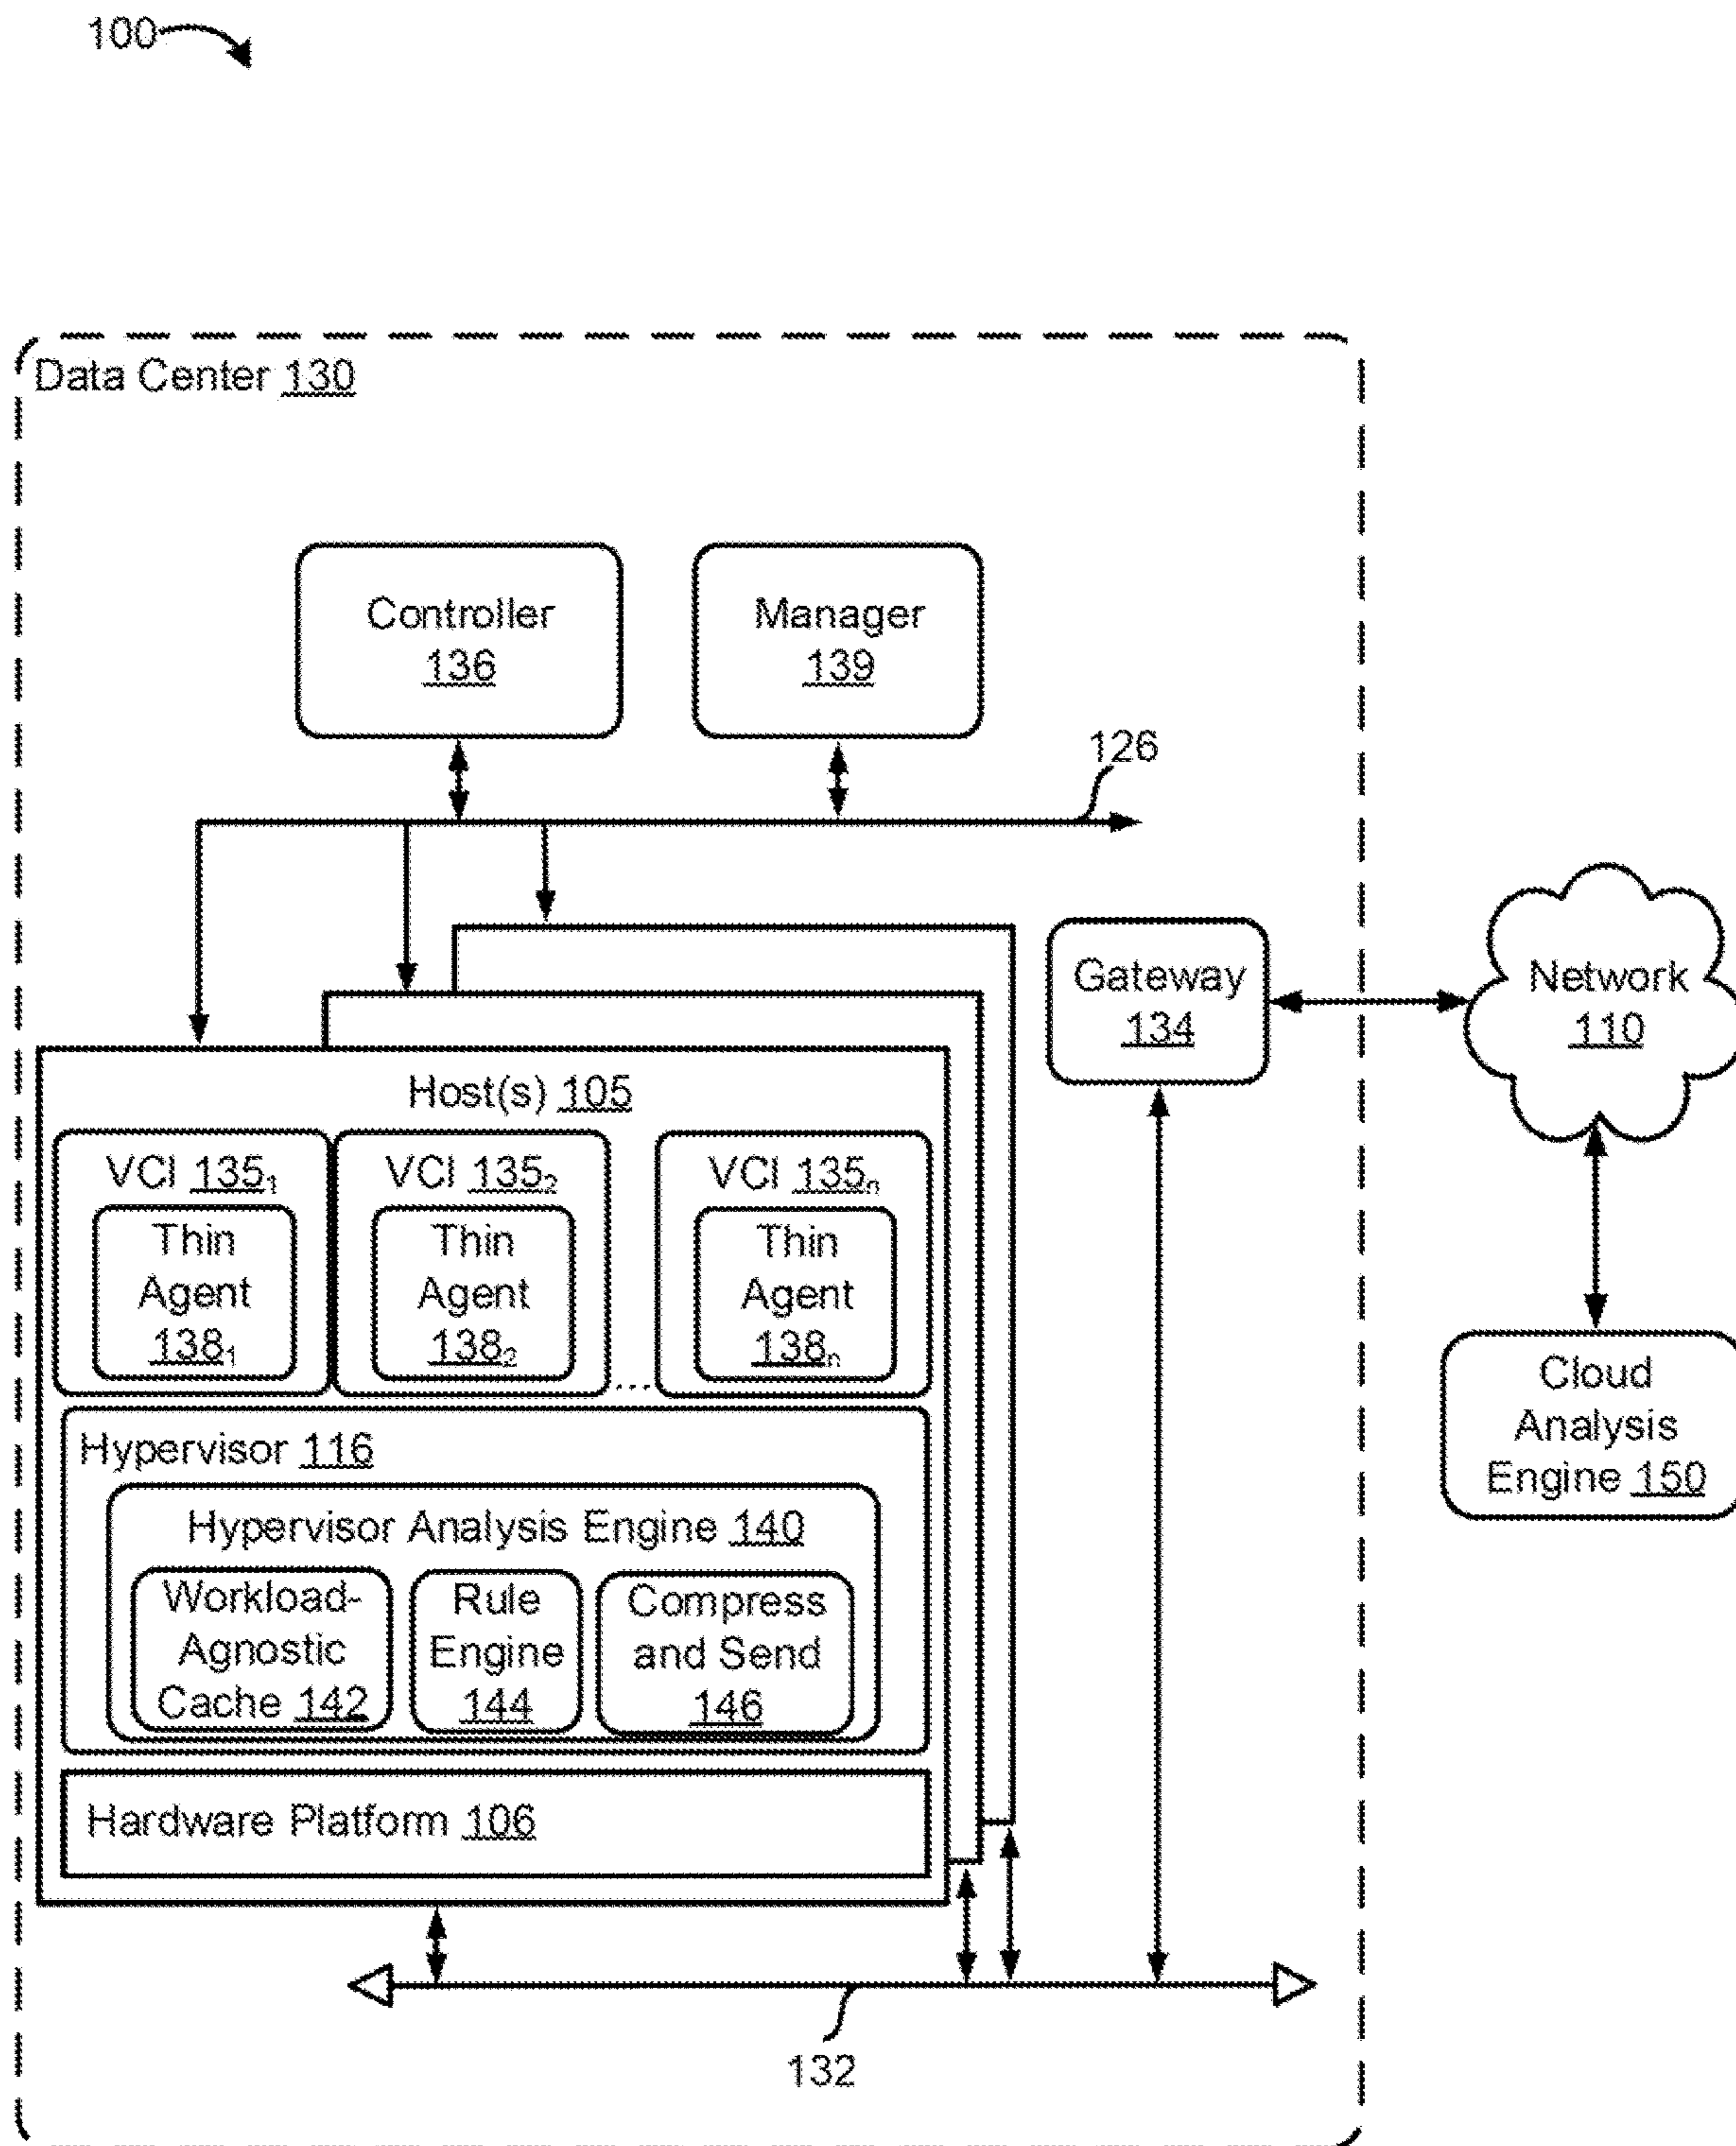 100
Data Center 130
Controller
136
Manager
139
126
Gateway
134
Network
110
Host(s) 105
VCI 135₁
Thin
Agent
138₁
VCI 135₂
Thin
Agent
138₂
...
VCI 135ₙ
Thin
Agent
138ₙ
Cloud
Analysis
Engine 150
Hypervisor 116
Hypervisor Analysis Engine 140
Workload-
Agnostic
Cache 142
Rule
Engine
144
Compress
and Send
146
Hardware Platform 106
132